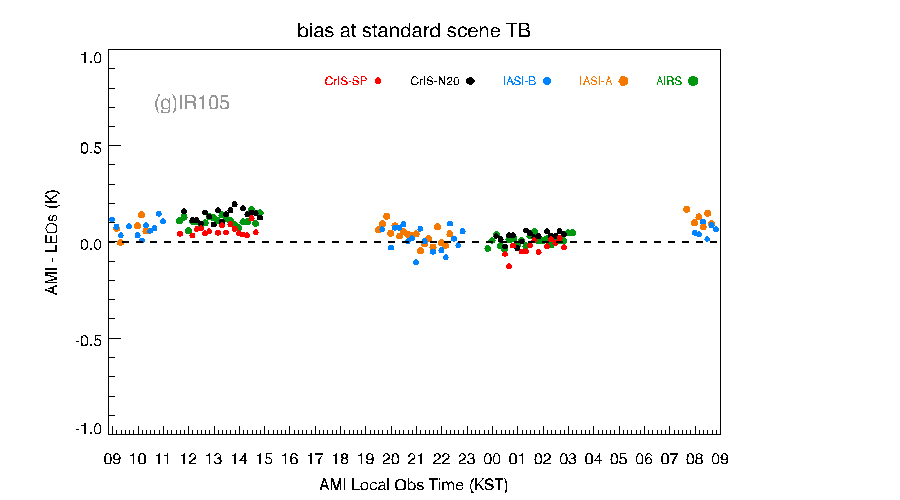 bias at standard scene TB
1.0
CrIS-SP CrIS-N20 IASI-B IASI-A AIRS
(g)IR105
0.5
AMI - LEOs (K)
0.0
-0.5
-1.0
09 10 11 12 13 14 15 16 17 18 19 20 21 22 23 00 01 02 03 04 05 06 07 08 09
AMI Local Obs Time (KST)